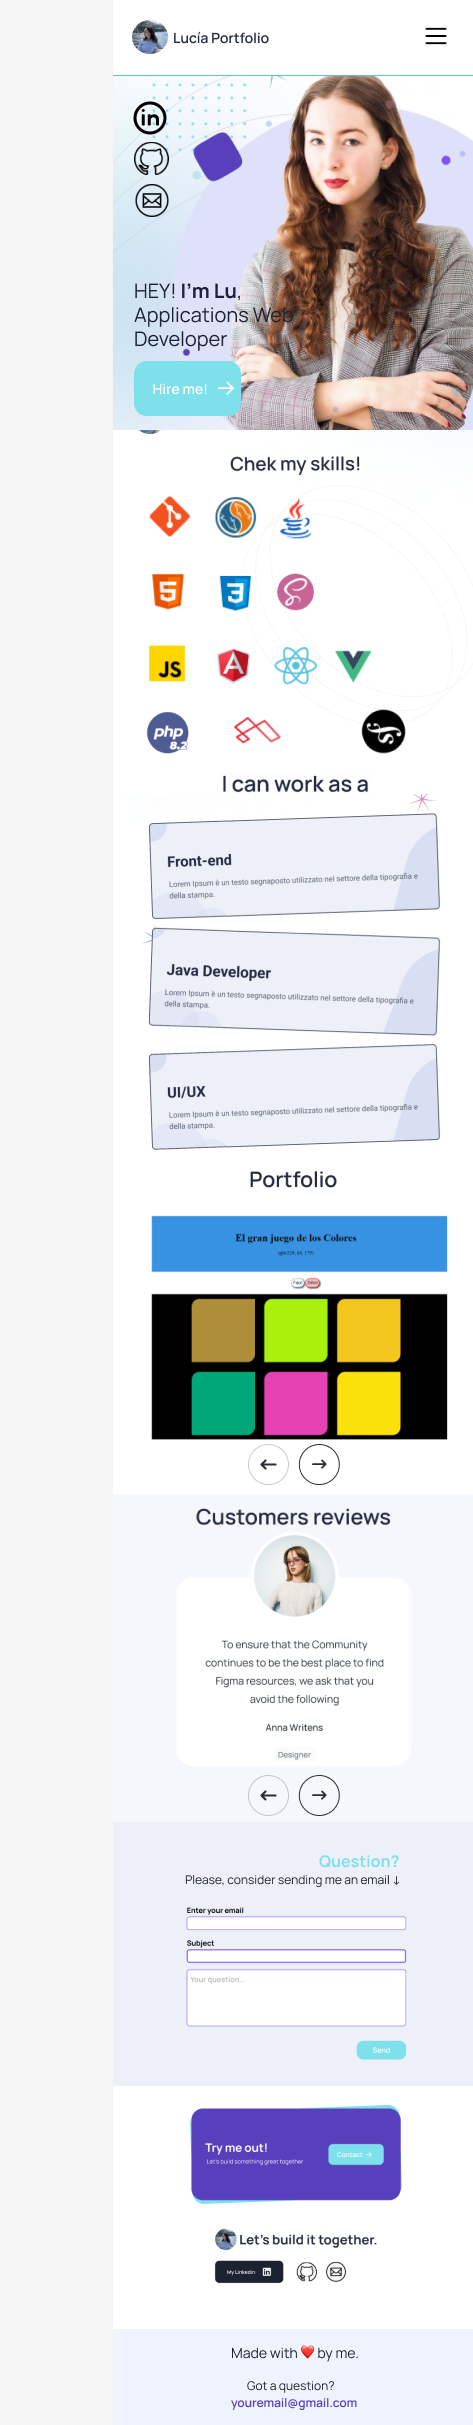 Lucía Portfolio
in
HEY! I'm Lu,
Applications Web
Developer
Hire me! →
Chek my skills!
5
3
JS
A
php
8.2
I can work as a
Front-end
Lorem Ipsum è un testo segnaposto utilizzato nel settore della tipografia e
della stampa.
Java Developer
Lorem Ipsum è un testo segnaposto utilizzato nel settore della tipografia e
della stampa.
UI/UX
Lorem Ipsum è un testo segnaposto utilizzato nel settore della tipografia e
della stampa.
Portfolio
El gran juego de los Colores
Customers reviews
To ensure that the Community
continues to be the best place to find
Figma resources, we ask that you
avoid the following
Anna Writens
Designer
Question?
Please, consider sending me an email ↓
Enter your email
Subject
Your question...
Send
Try me out!
Let's build something great together
Contact →
Let's build it together.
My Linkedin in
Made with ❤️ by me.
Got a question?
youremail@gmail.com